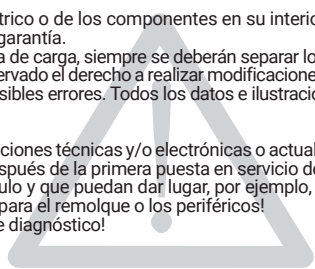 trico o de los componentes en su interio
garantía.
a de carga, siempre se deberán separar lo
ervado el derecho a realizar modificacione
sibles errores. Todos los datos e ilustracio
ciones técnicas y/o electrónicas o actual
spués de la primera puesta en servicio de
ulo y que puedan dar lugar, por ejemplo,
para el remolque o los periféricos!
e diagnóstico!